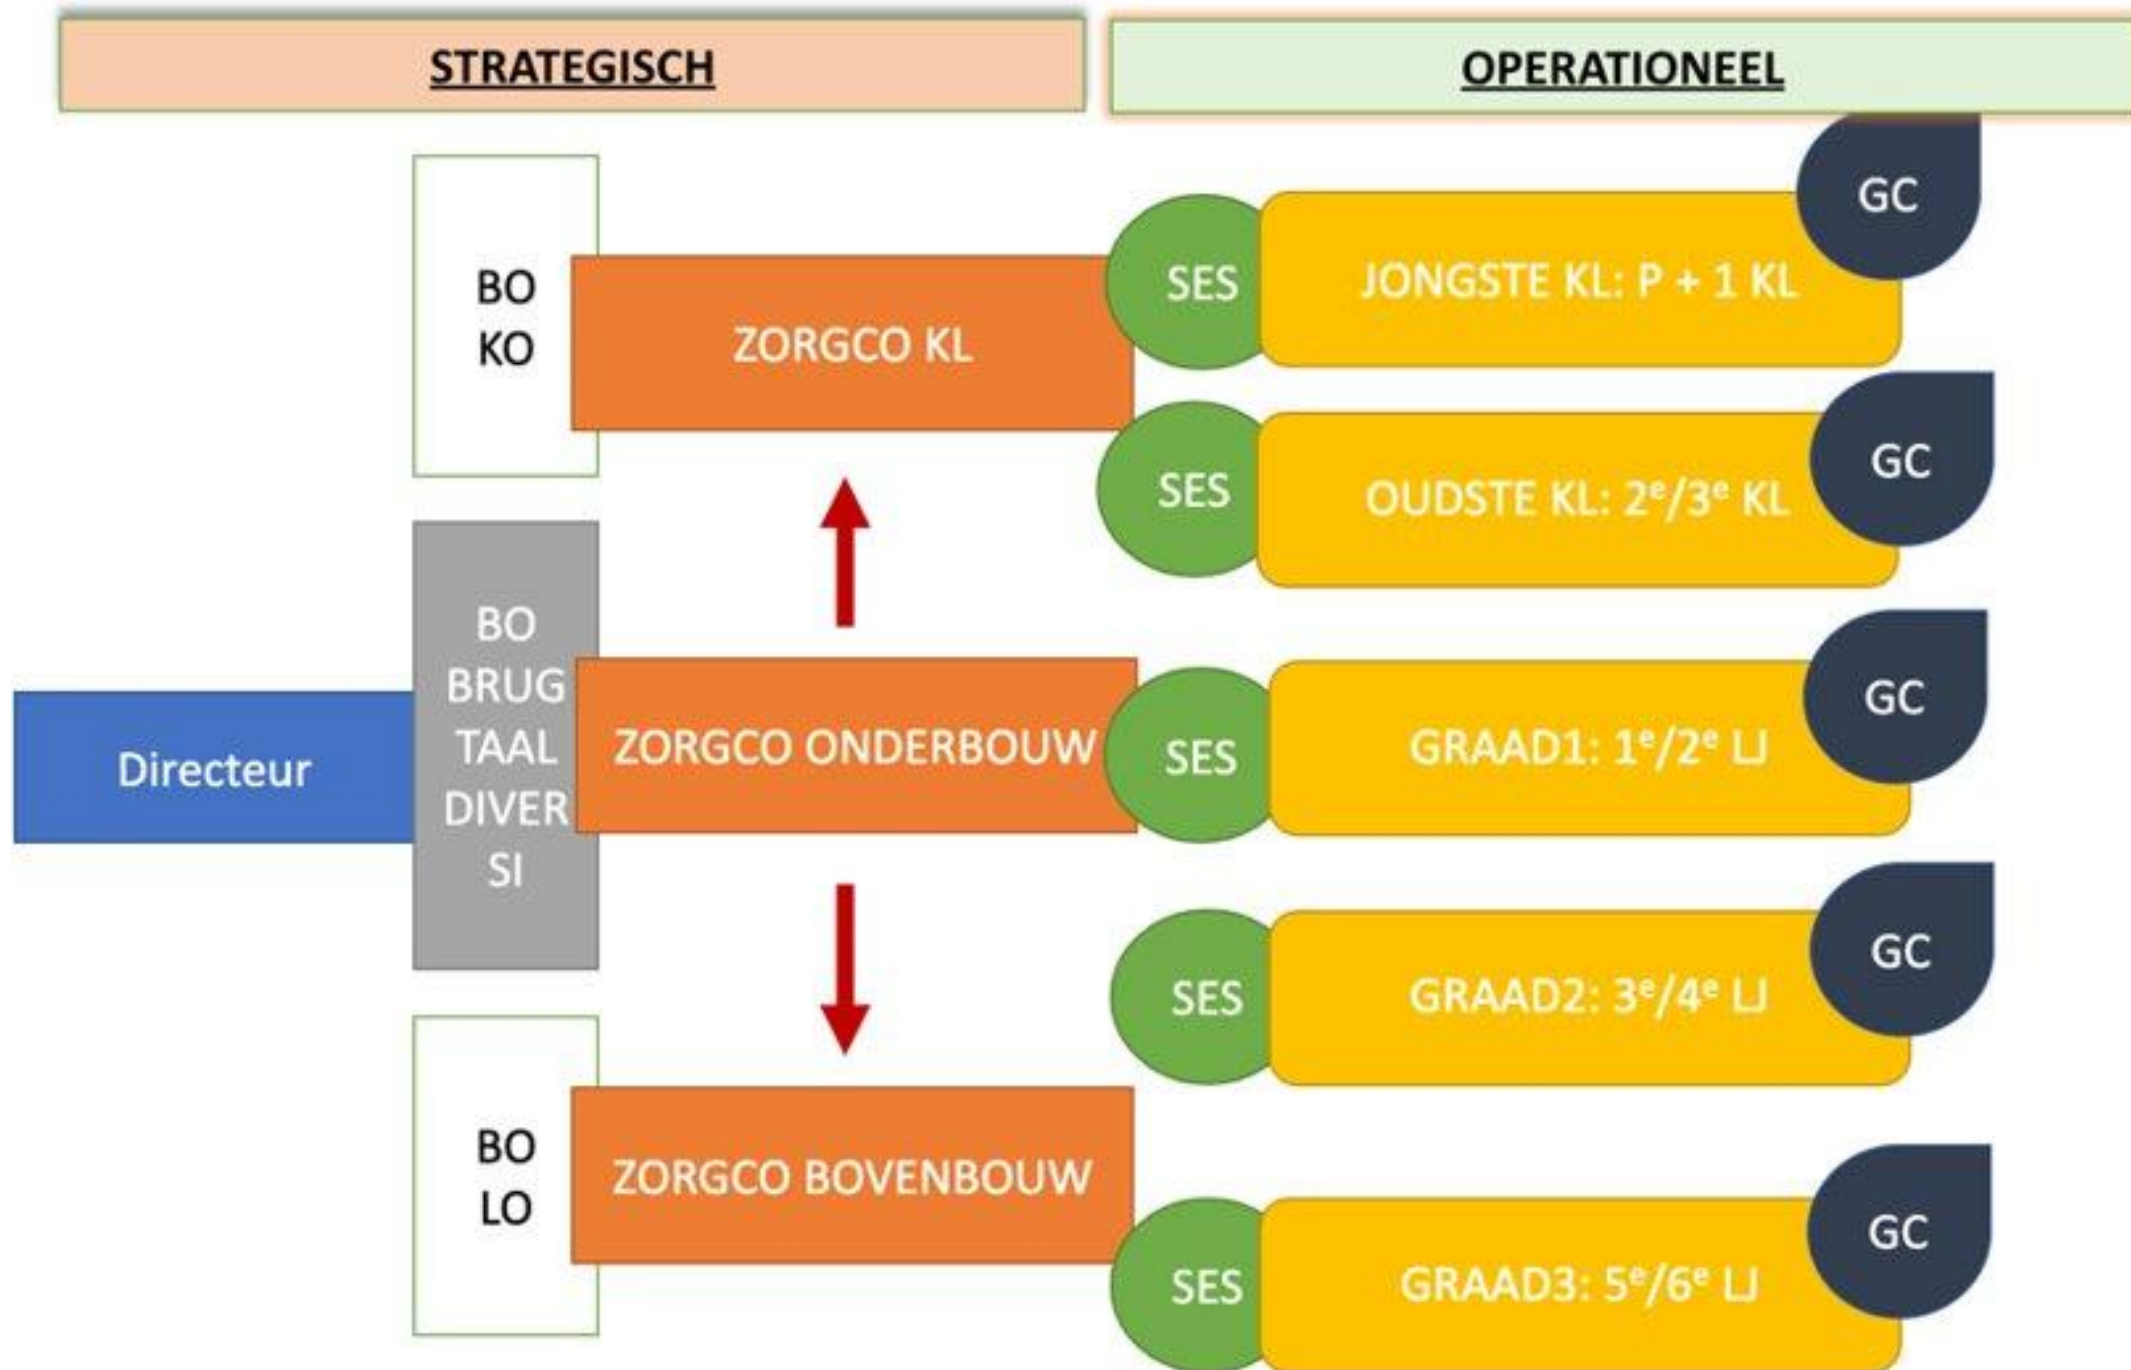 STRATEGISCH
OPERATIONEEL
BO
KO
ZORGCO KL
SES
JONGSTE KL: P + 1 KL
GC
SES
OUDSTE KL: 2e/3e KL
GC
Directeur
BO
BRUG
TAAL
DIVER
SI
ZORGCO ONDERBOUW
SES
GRAAD1: 1e/2e LJ
GC
SES
GRAAD2: 3e/4e LJ
GC
BO
LO
ZORGCO BOVENBOUW
SES
GRAAD3: 5e/6e LJ
GC